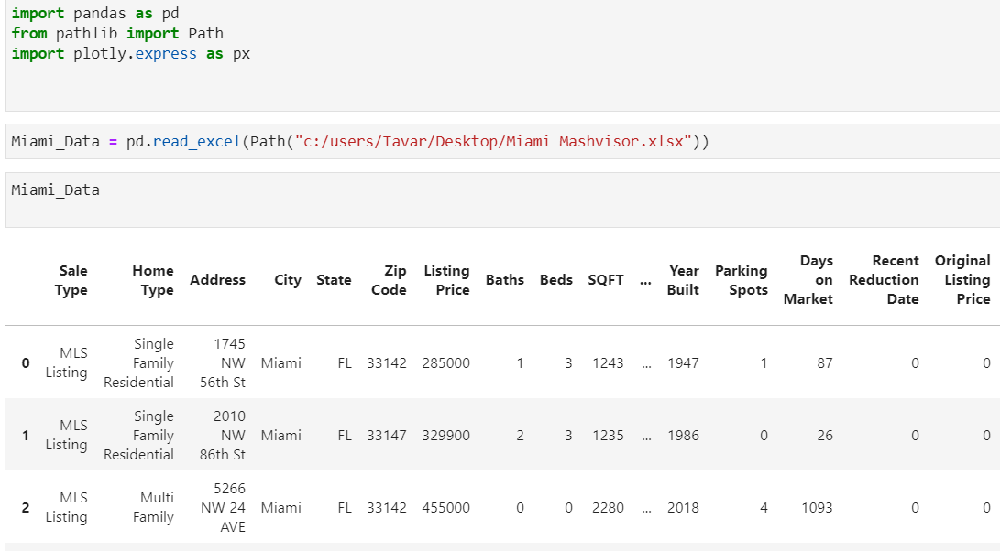 import pandas as pd
from pathlib import Path
import plotly.express as px
Miami_Data = pd.read_excel(Path("c:/users/Tavar/Desktop/Miami Mashvisor.xlsx"))
Miami_Data
Sale Type Home Type Address City State Zip Code Listing Price Baths Beds SQFT ... Year Built Parking Spots Days on Market Recent Reduction Date Original Listing Price
0 MLS Listing Single Family Residential 1745 NW 56th St Miami FL 33142 285000 1 3 1243 ... 1947 1 87 0 0
1 MLS Listing Single Family Residential 2010 NW 86th St Miami FL 33147 329900 2 3 1235 ... 1986 0 26 0 0
2 MLS Listing Multi Family 5266 NW 24 AVE Miami FL 33142 455000 0 0 2280 ... 2018 4 1093 0 0